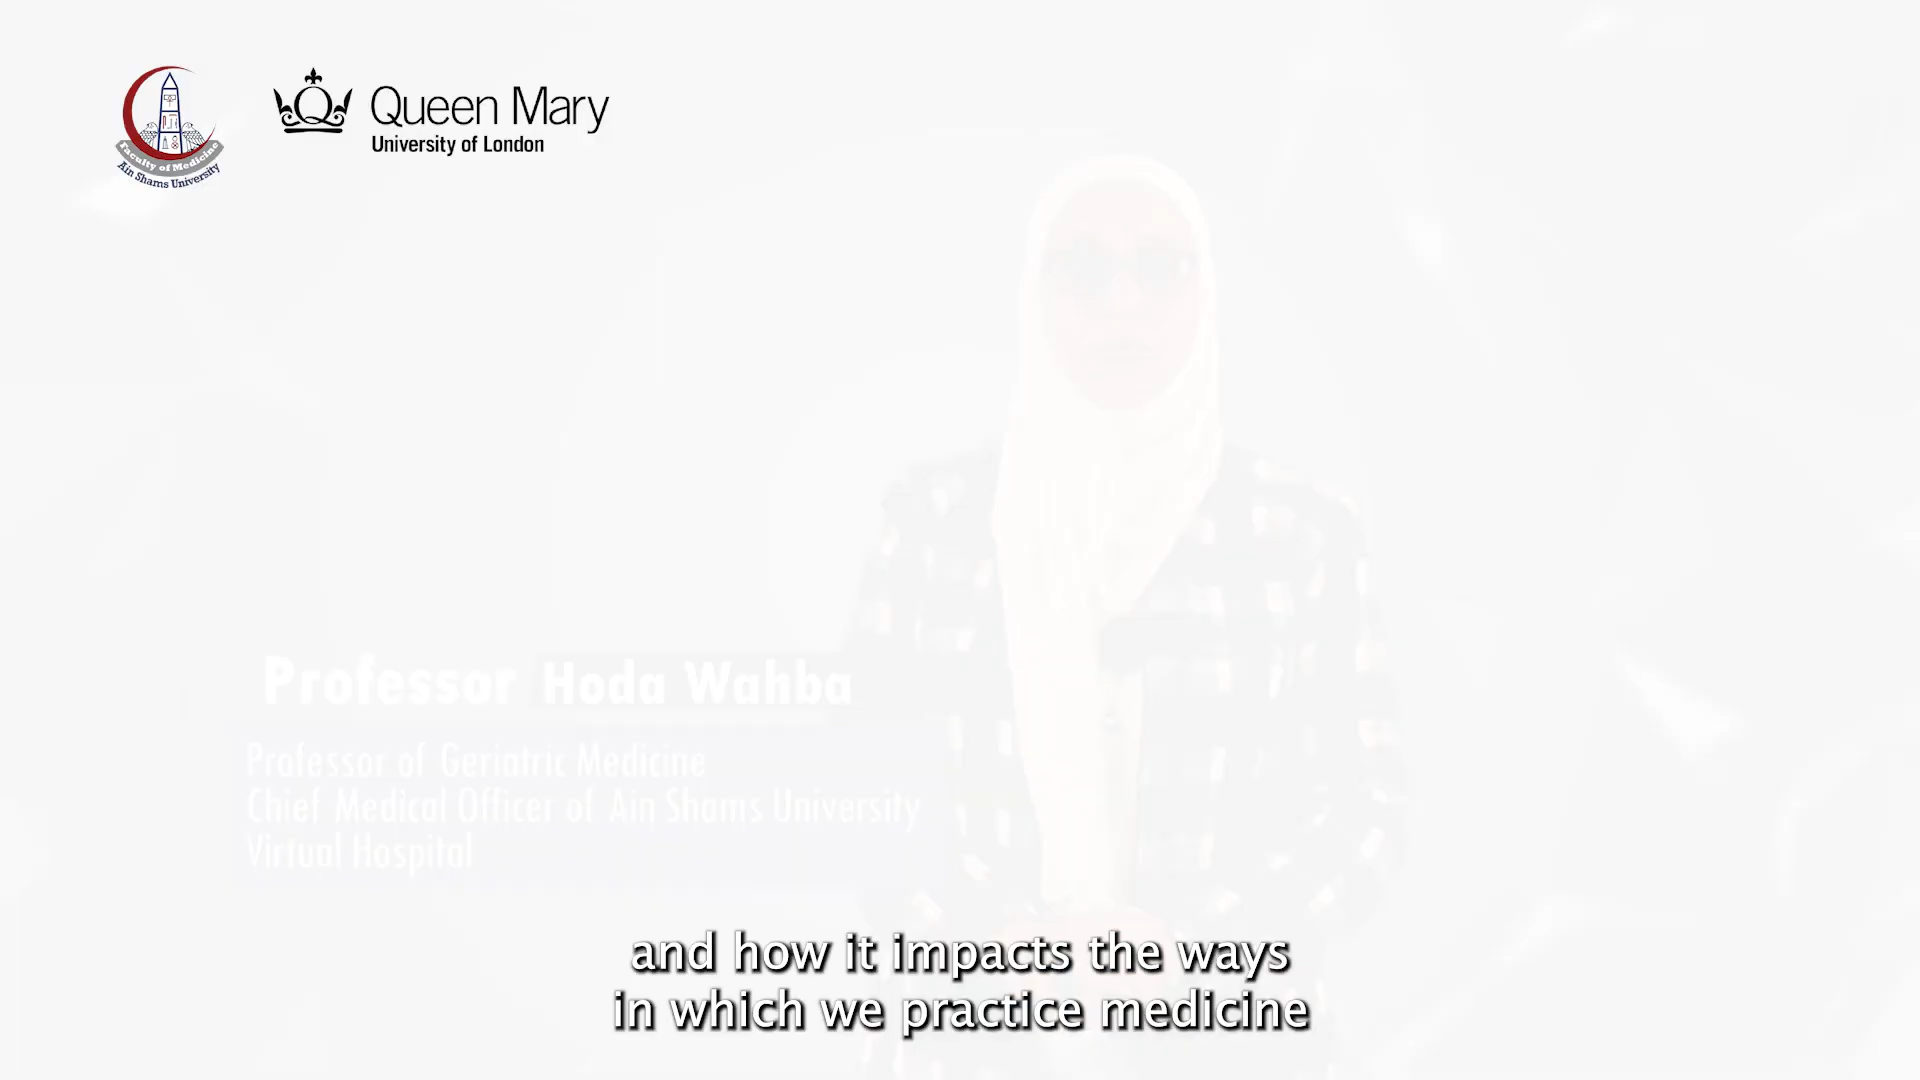 Faculty of Medicine
Ain Shams University
Queen Mary
University of London
Professor Hoda Wahba
Professor of Geriatric Medicine
Chief Medical Officer of Ain Shams University
Virtual Hospital
and how it impacts the ways
in which we practice medicine